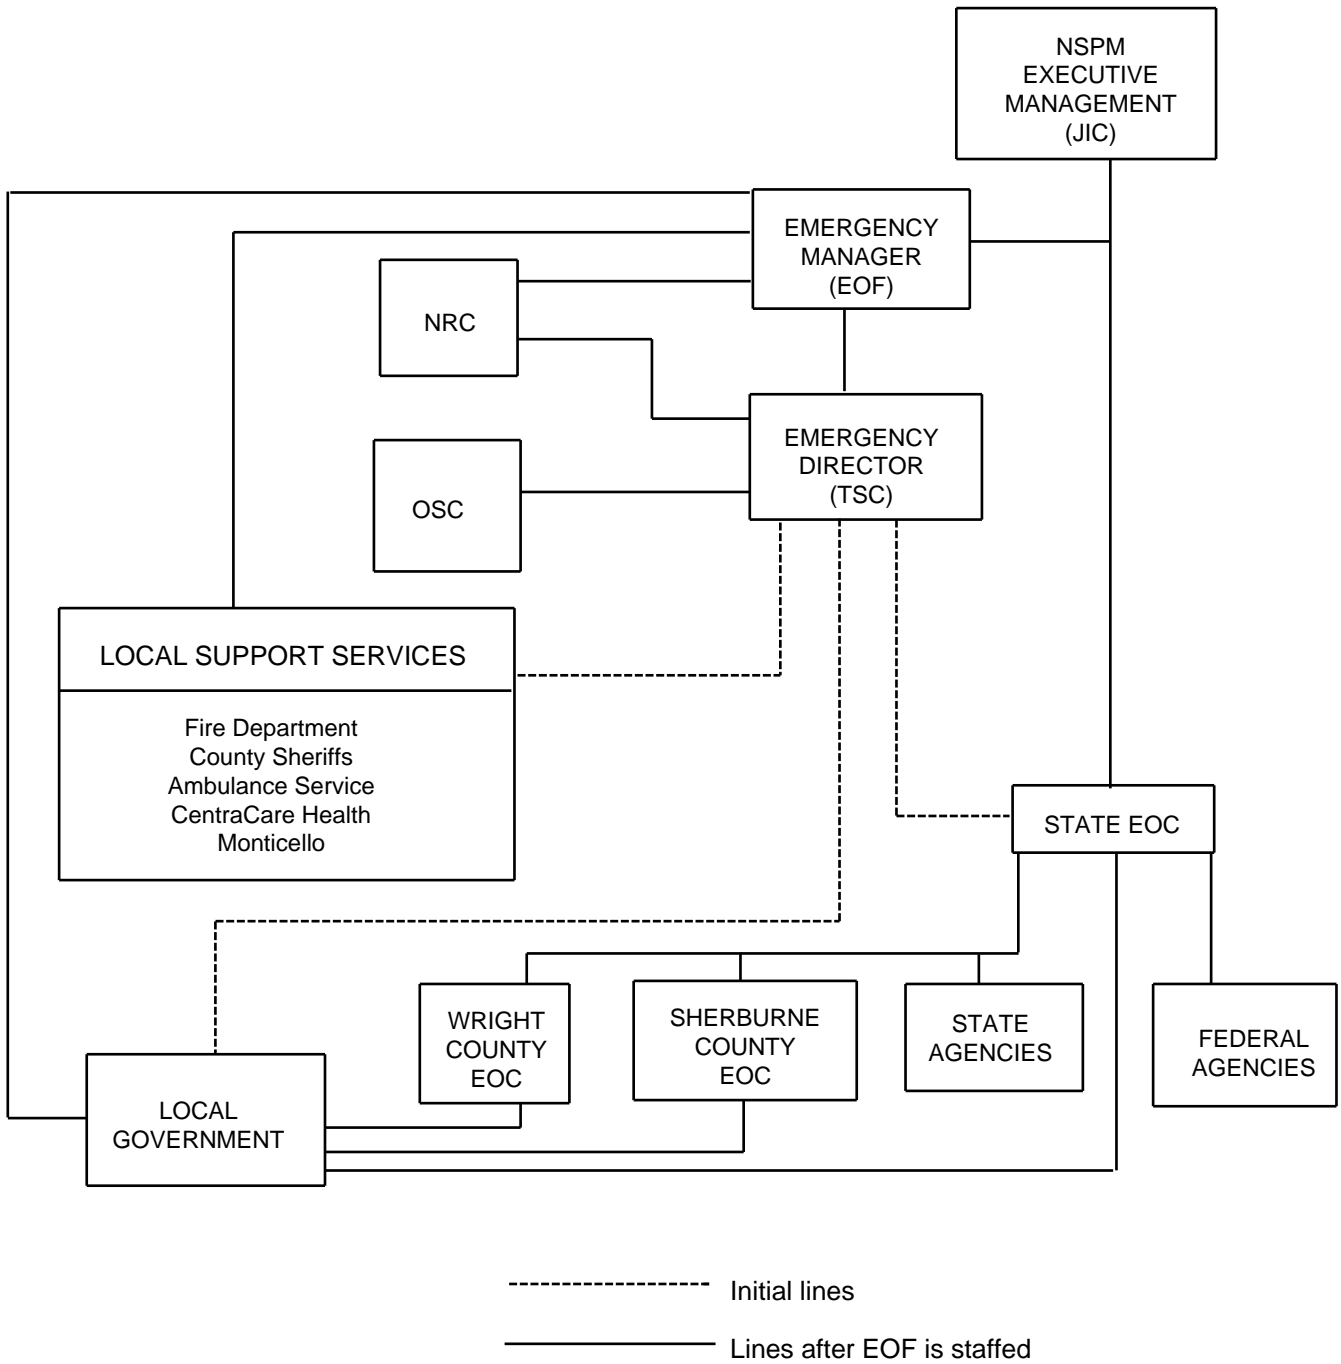 NSPM
EXECUTIVE
MANAGEMENT
(JIC)
EMERGENCY
MANAGER
(EOF)
NRC
EMERGENCY
DIRECTOR
(TSC)
OSC
LOCAL SUPPORT SERVICES
Fire Department
County Sheriffs
Ambulance Service
CentraCare Health
Monticello
STATE EOC
WRIGHT
COUNTY
EOC
SHERBURNE
COUNTY
EOC
STATE
AGENCIES
FEDERAL
AGENCIES
LOCAL
GOVERNMENT
Initial lines
Lines after EOF is staffed